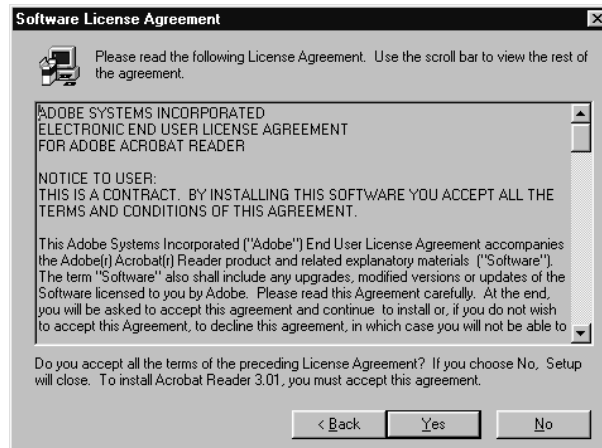 Software License Agreement
Please read the following License Agreement.  Use the scroll bar to view the rest of
the agreement.
ADOBE SYSTEMS INCORPORATED
ELECTRONIC END USER LICENSE AGREEMENT
FOR ADOBE ACROBAT READER
NOTICE TO USER:
THIS IS A CONTRACT.  BY INSTALLING THIS SOFTWARE YOU ACCEPT ALL THE
TERMS AND CONDITIONS OF THIS AGREEMENT.
This Adobe Systems Incorporated ("Adobe") End User License Agreement accompanies
the Adobe(r) Acrobat(r) Reader product and related explanatory materials  ("Software").
The term "Software" also shall include any upgrades, modified versions or updates of the
Software licensed to you by Adobe.  Please read this Agreement carefully.  At the end,
you will be asked to accept this agreement and continue  to install or, if you do not wish
to accept this Agreement, to decline this agreement, in which case you will not be able to
Do you accept all the terms of the preceding License Agreement?  If you choose No,  Setup
will close.  To install Acrobat Reader 3.01, you must accept this agreement.
< Back
Yes
No